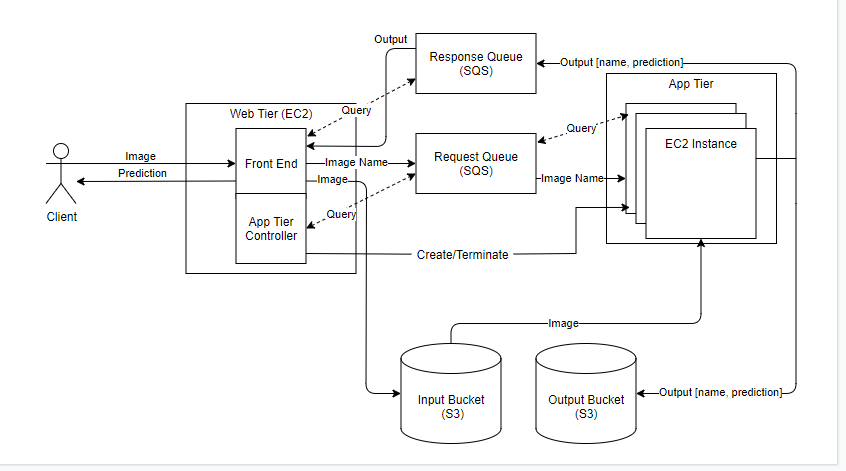 Output
Response Queue
(SQS)
Output [name, prediction]
App Tier
Web Tier (EC2)
Query
Query
EC2 Instance
Image
Front End
Image Name
Request Queue
(SQS)
Prediction
Image
Image Name
Client
App Tier
Controller
Query
Create/Terminate
Image
Input Bucket
(S3)
Output Bucket
(S3)
Output [name, prediction]